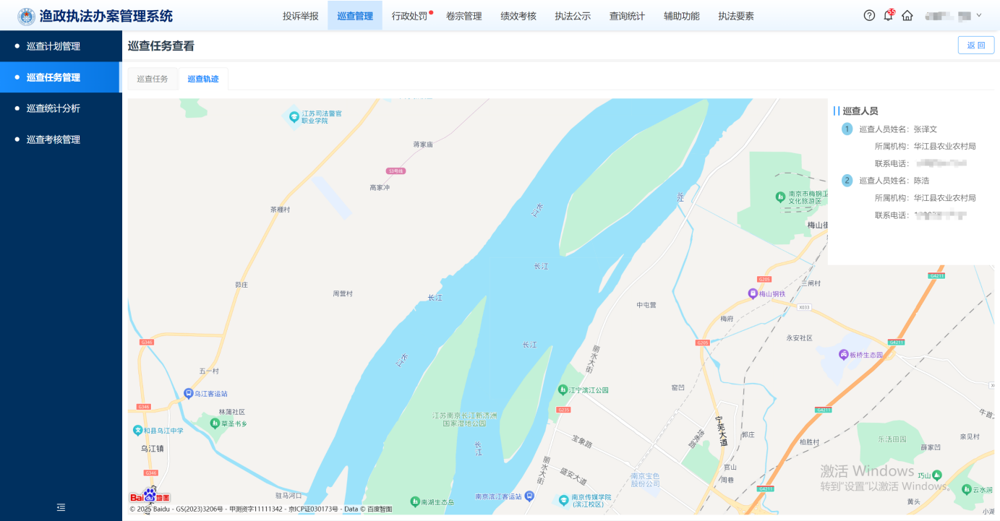 渔政执法办案管理系统
投诉举报 巡查管理 行政处罚 卷宗管理 绩效考核 执法公示 查询统计 辅助功能 执法要素
55
巡查计划管理
巡查任务管理
巡查统计分析
巡查考核管理
巡查任务查看
返 回
巡查任务 巡查轨迹
巡查人员
1 巡查人员姓名: 张译文
所属机构: 华江县农业农村局
联系电话:
2 巡查人员姓名: 陈浩
所属机构: 华江县农业农村局
联系电话:
江苏司法警官
职业学院
蒋家庙
S3号线
高家冲
茶棚村
长江
长江
南京市梅钢工
文化旅游区
梅山街
长江
G4211
G205
三闸村
茆庄
周营村
长江
梅山钢铁
中屯营
X033
梅府
永安社区
G346
长江
G205
G4211
丽水大街
板桥生态园
长江
五一村
乌江客运站
江宁滨江公园
窑凹
G346
林蒲社区
草圣书乡
江苏南京长江新济洲
国家湿地公园
G235
G4211
牛首
和县乌江中学
宁芜大道
宝象路
地秀路
郭庄
柏胜村
乐活田园
亲见村
薛家凹
乌江镇
长江
丽水大街
盛安大道
官山
周巷
南京宝色
股份公司
G346
巧山
激活 Windows
转到"设置"以激活 Windows。
云水涧
G4211
驻马河口
南湖生态岛
南京滨江客运站
南京传媒学院
(滨江校区)
黄头
小湖
Bai du 地图
© 2025 Baidu - GS(2023)3206号 - 甲测资字11111342 - 京ICP证030173号 - Data © 百度智图